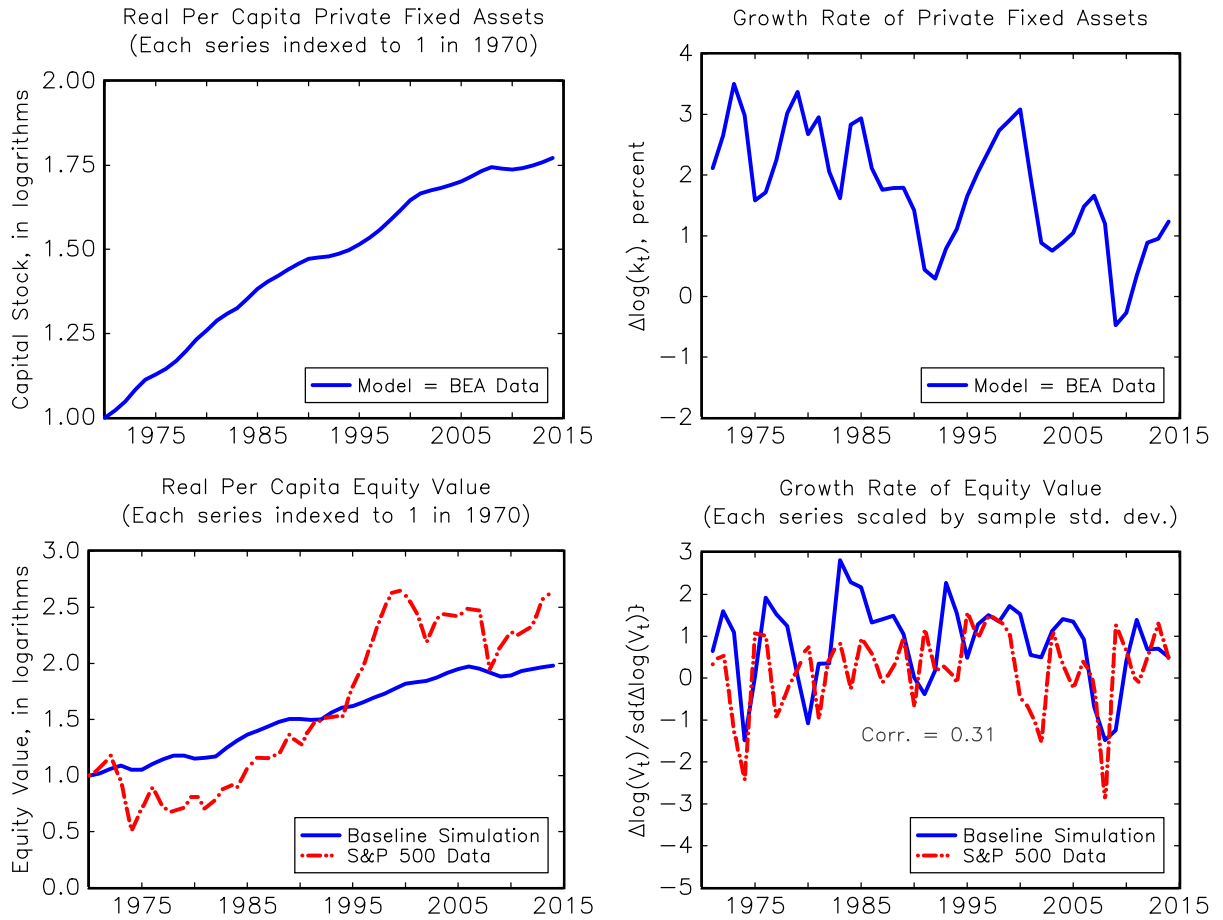 Real Per Capita Private Fixed Assets
(Each series indexed to 1 in 1970)
Capital Stock, in logarithms
2.00
1.75
1.50
1.25
1.00
Model = BEA Data
1975
1985
1995
2005
2015
Growth Rate of Private Fixed Assets
Δlog(kt), percent
4
3
2
1
0
−1
−2
Model = BEA Data
1975
1985
1995
2005
2015
Real Per Capita Equity Value
(Each series indexed to 1 in 1970)
Equity Value, in logarithms
3.0
2.5
2.0
1.5
1.0
0.5
0.0
Baseline Simulation
S&P 500 Data
1975
1985
1995
2005
2015
Growth Rate of Equity Value
(Each series scaled by sample std. dev.)
Δlog(Vt)/sd{Δlog(Vt)}
3
2
1
0
−1
−2
−3
−4
−5
Corr. = 0.31
Baseline Simulation
S&P 500 Data
1975
1985
1995
2005
2015